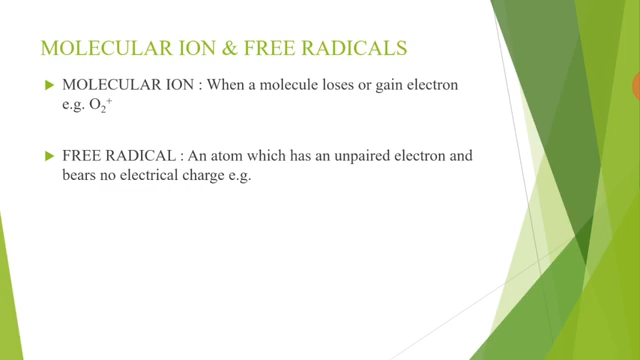 MOLECULAR ION & FREE RADICALS
MOLECULAR ION : When a molecule loses or gain electron
e.g. O₂⁺
FREE RADICAL : An atom which has an unpaired electron and
bears no electrical charge e.g.